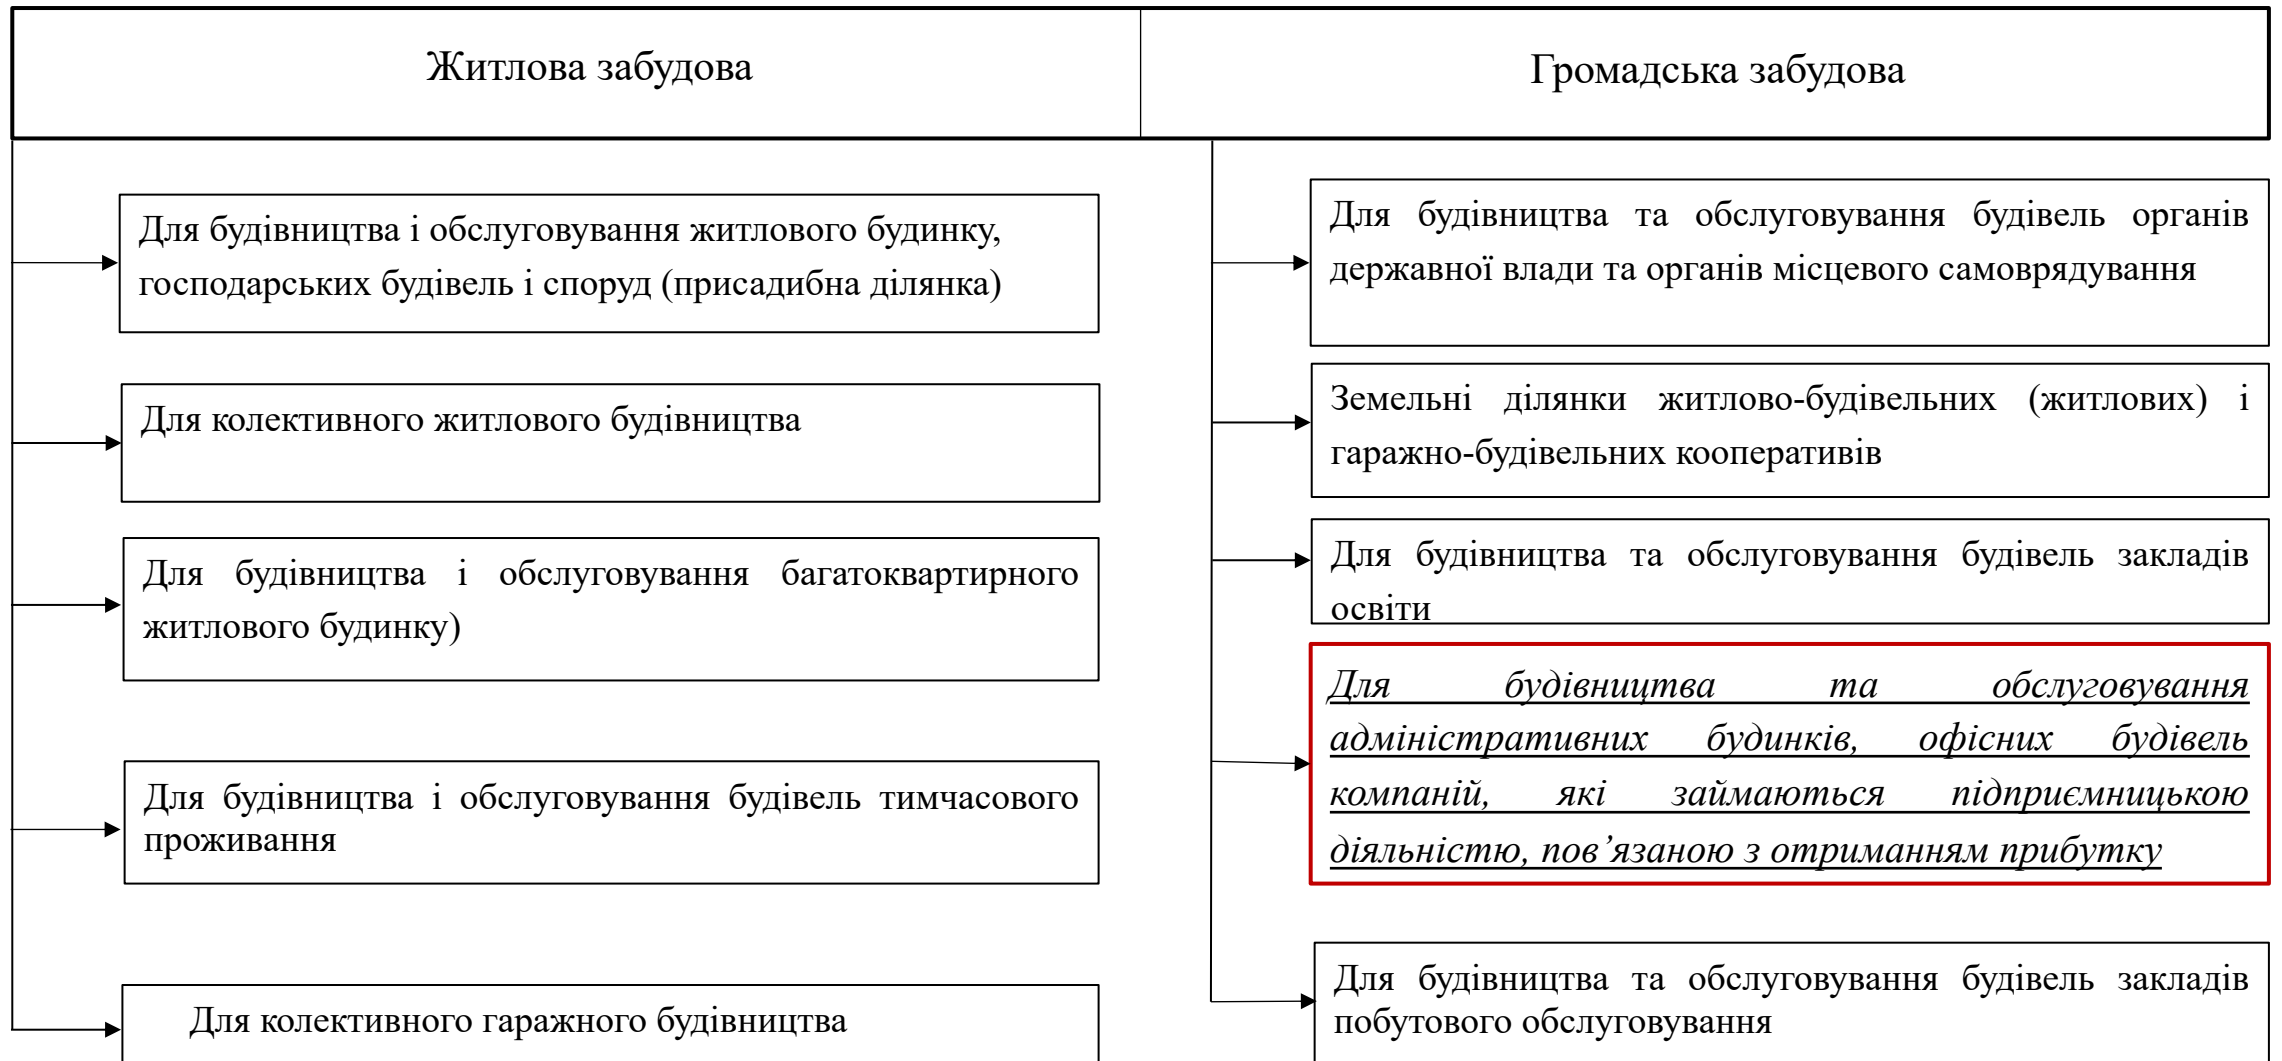 Житлова забудова
Громадська забудова
Для будівництва і обслуговування житлового будинку,
господарських будівель і споруд (присадибна ділянка)
Для колективного житлового будівництва
Для будівництва і обслуговування багатоквартирного
житлового будинку)
Для будівництва і обслуговування будівель тимчасового
проживання
Для колективного гаражного будівництва
Для будівництва та обслуговування будівель органів
державної влади та органів місцевого самоврядування
Земельні ділянки житлово-будівельних (житлових) і
гаражно-будівельних кооперативів
Для будівництва та обслуговування будівель закладів
освіти
Для будівництва та обслуговування
адміністративних будинків, офісних будівель
компаній, які займаються підприємницькою
діяльністю, пов’язаною з отриманням прибутку
Для будівництва та обслуговування будівель закладів
побутового обслуговування